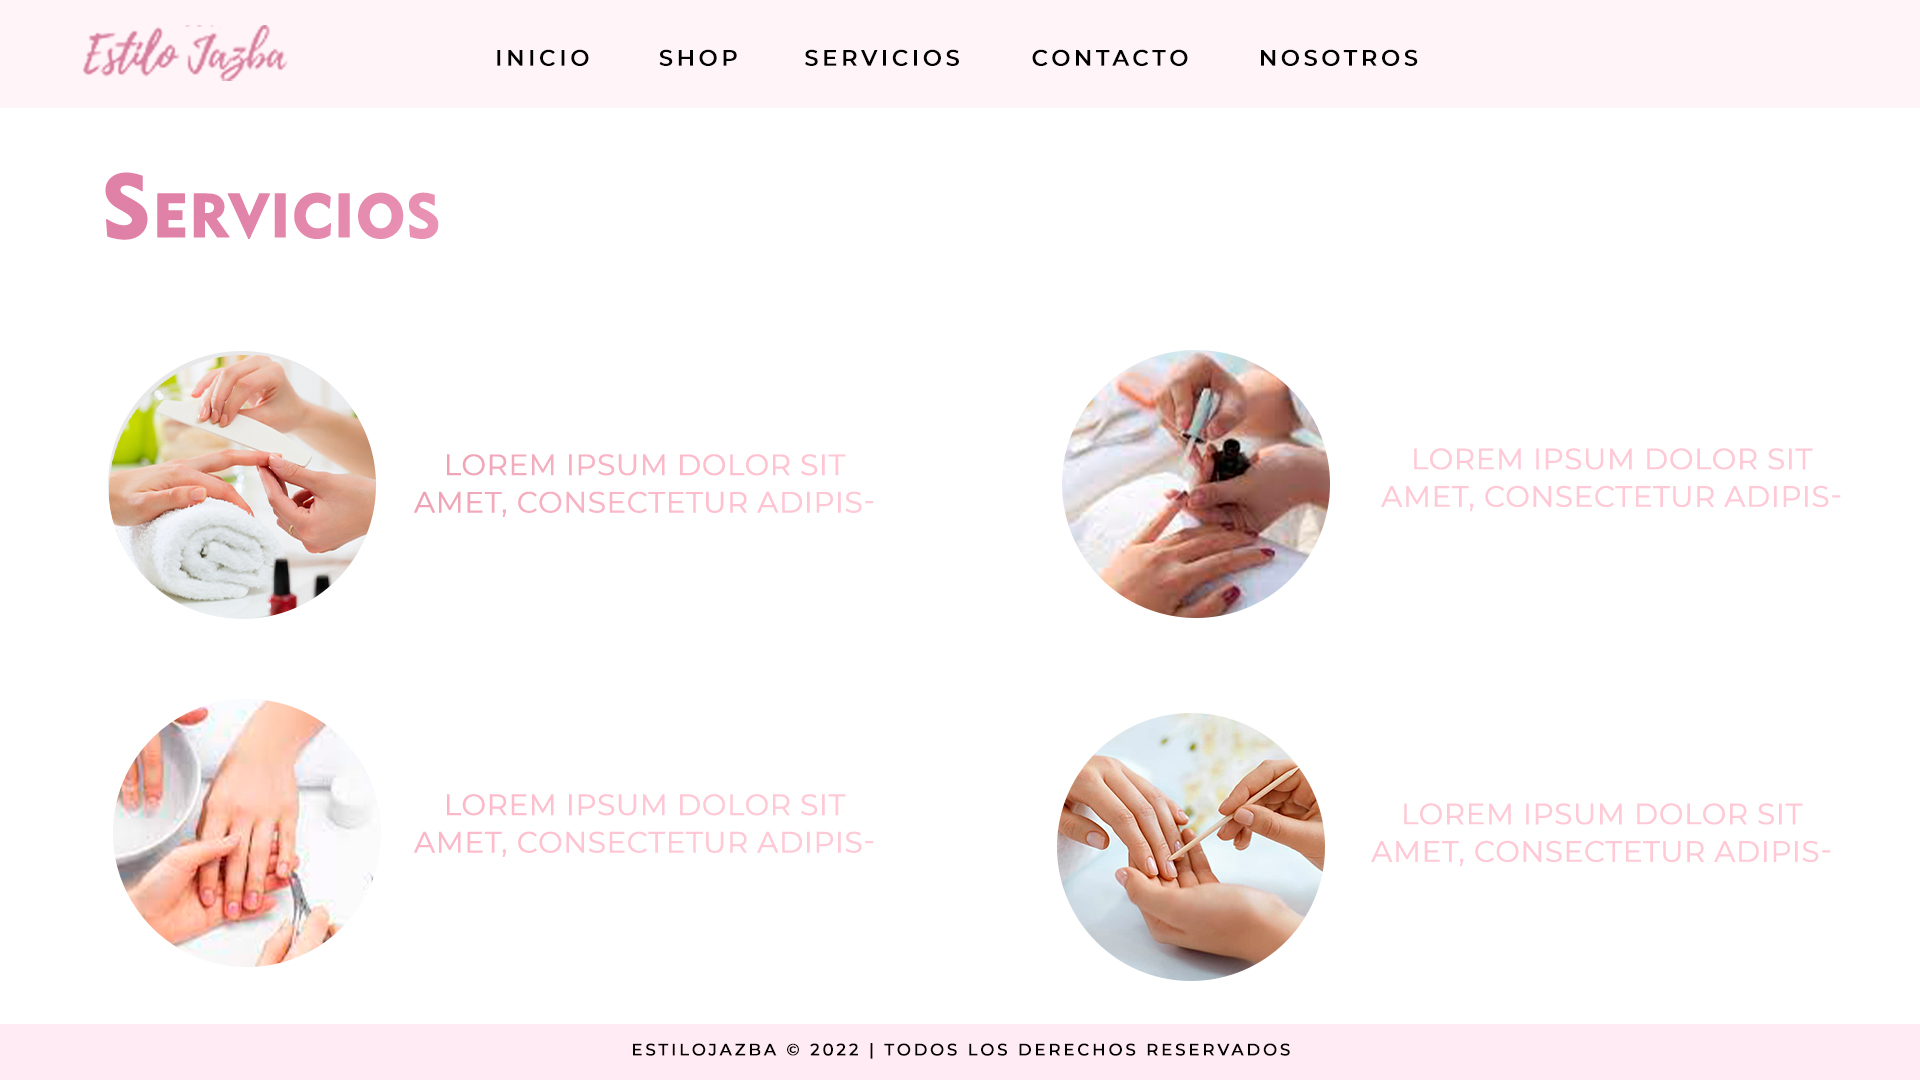 Estilo Jazba
INICIO SHOP SERVICIOS CONTACTO NOSOTROS
SERVICIOS
LOREM IPSUM DOLOR SIT
AMET, CONSECTETUR ADIPIS-
LOREM IPSUM DOLOR SIT
AMET, CONSECTETUR ADIPIS-
LOREM IPSUM DOLOR SIT
AMET, CONSECTETUR ADIPIS-
LOREM IPSUM DOLOR SIT
AMET, CONSECTETUR ADIPIS-
ESTILOJAZBA © 2022 | TODOS LOS DERECHOS RESERVADOS